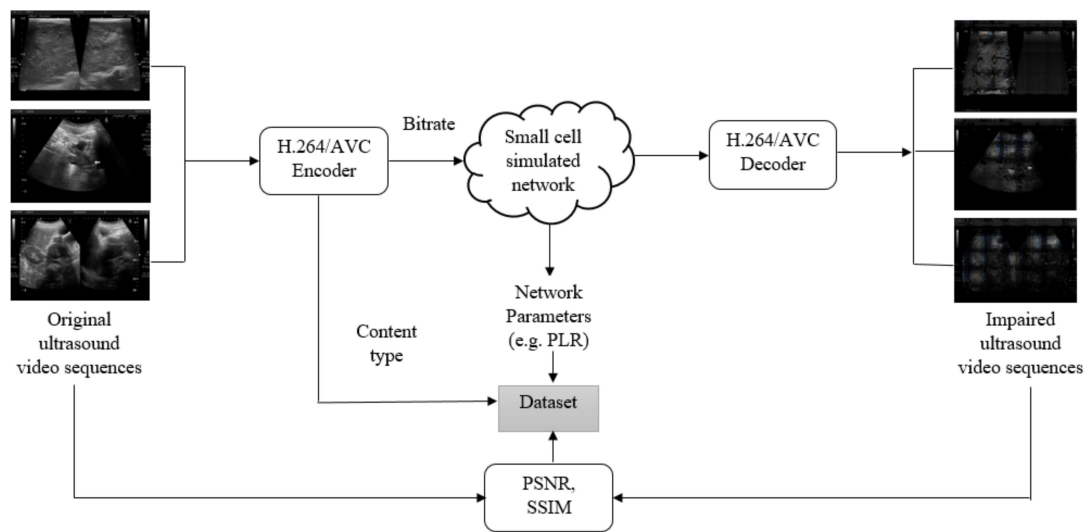 Original
ultrasound
video sequences
H.264/AVC
Encoder
Bitrate
Content
type
Small cell
simulated
network
Network
Parameters
(e.g. PLR)
Dataset
PSNR,
SSIM
H.264/AVC
Decoder
Impaired
ultrasound
video sequences